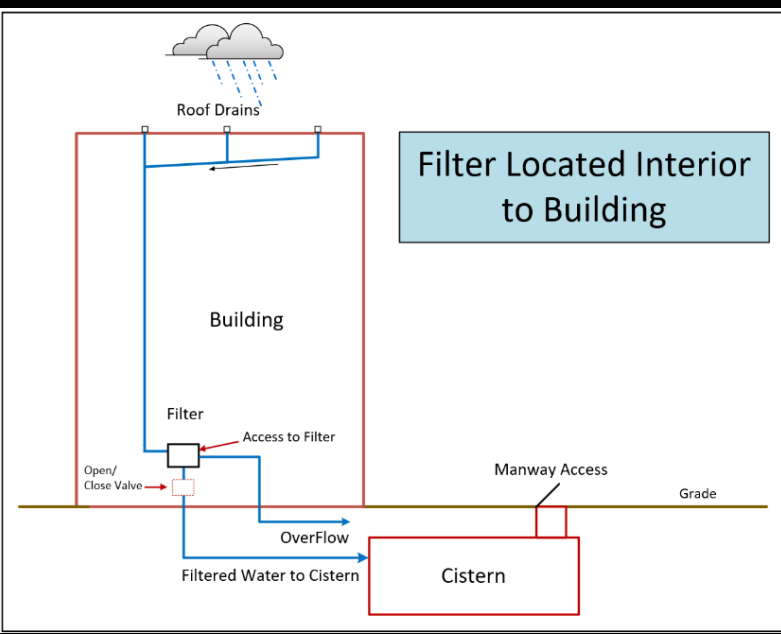 Roof Drains
Filter Located Interior
to Building
Building
Filter
Access to Filter
Open/
Close Valve
Manway Access
Grade
OverFlow
Filtered Water to Cistern
Cistern